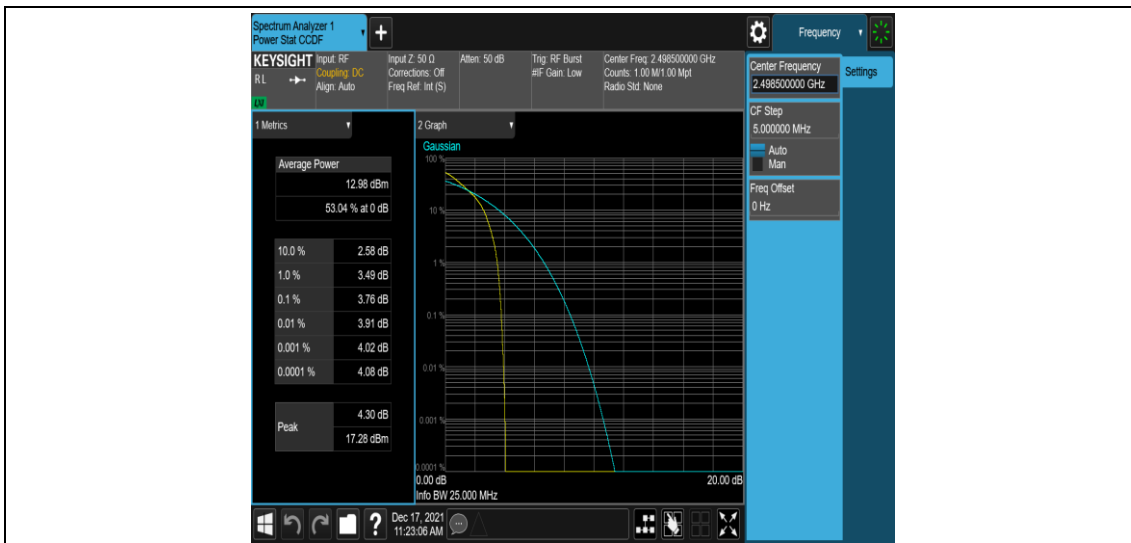 Spectrum Analyzer 1
Power Stat CCDF
+
Frequency
KEYSIGHT
RL
LXI
Input: RF
Coupling: DC
Align: Auto
Input Z: 50 Ω
Corrections: Off
Freq Ref: Int (S)
Atten: 50 dB
Trig: RF Burst
#IF Gain: Low
Center Freq: 2.498500000 GHz
Counts: 1.00 M/1.00 Mpt
Radio Std: None
Center Frequency
2.498500000 GHz
Settings
CF Step
5.000000 MHz
Auto
Man
Freq Offset
0 Hz
1 Metrics
Average Power
12.98 dBm
53.04 % at 0 dB
10.0 % 2.58 dB
1.0 % 3.49 dB
0.1 % 3.76 dB
0.01 % 3.91 dB
0.001 % 4.02 dB
0.0001 % 4.08 dB
Peak
4.30 dB
17.28 dBm
2 Graph
Gaussian
100 %
10 %
1 %
0.1 %
0.01 %
0.001 %
0.0001 %
0.00 dB 20.00 dB
Info BW 25.000 MHz
?
Dec 17, 2021
11:23:06 AM